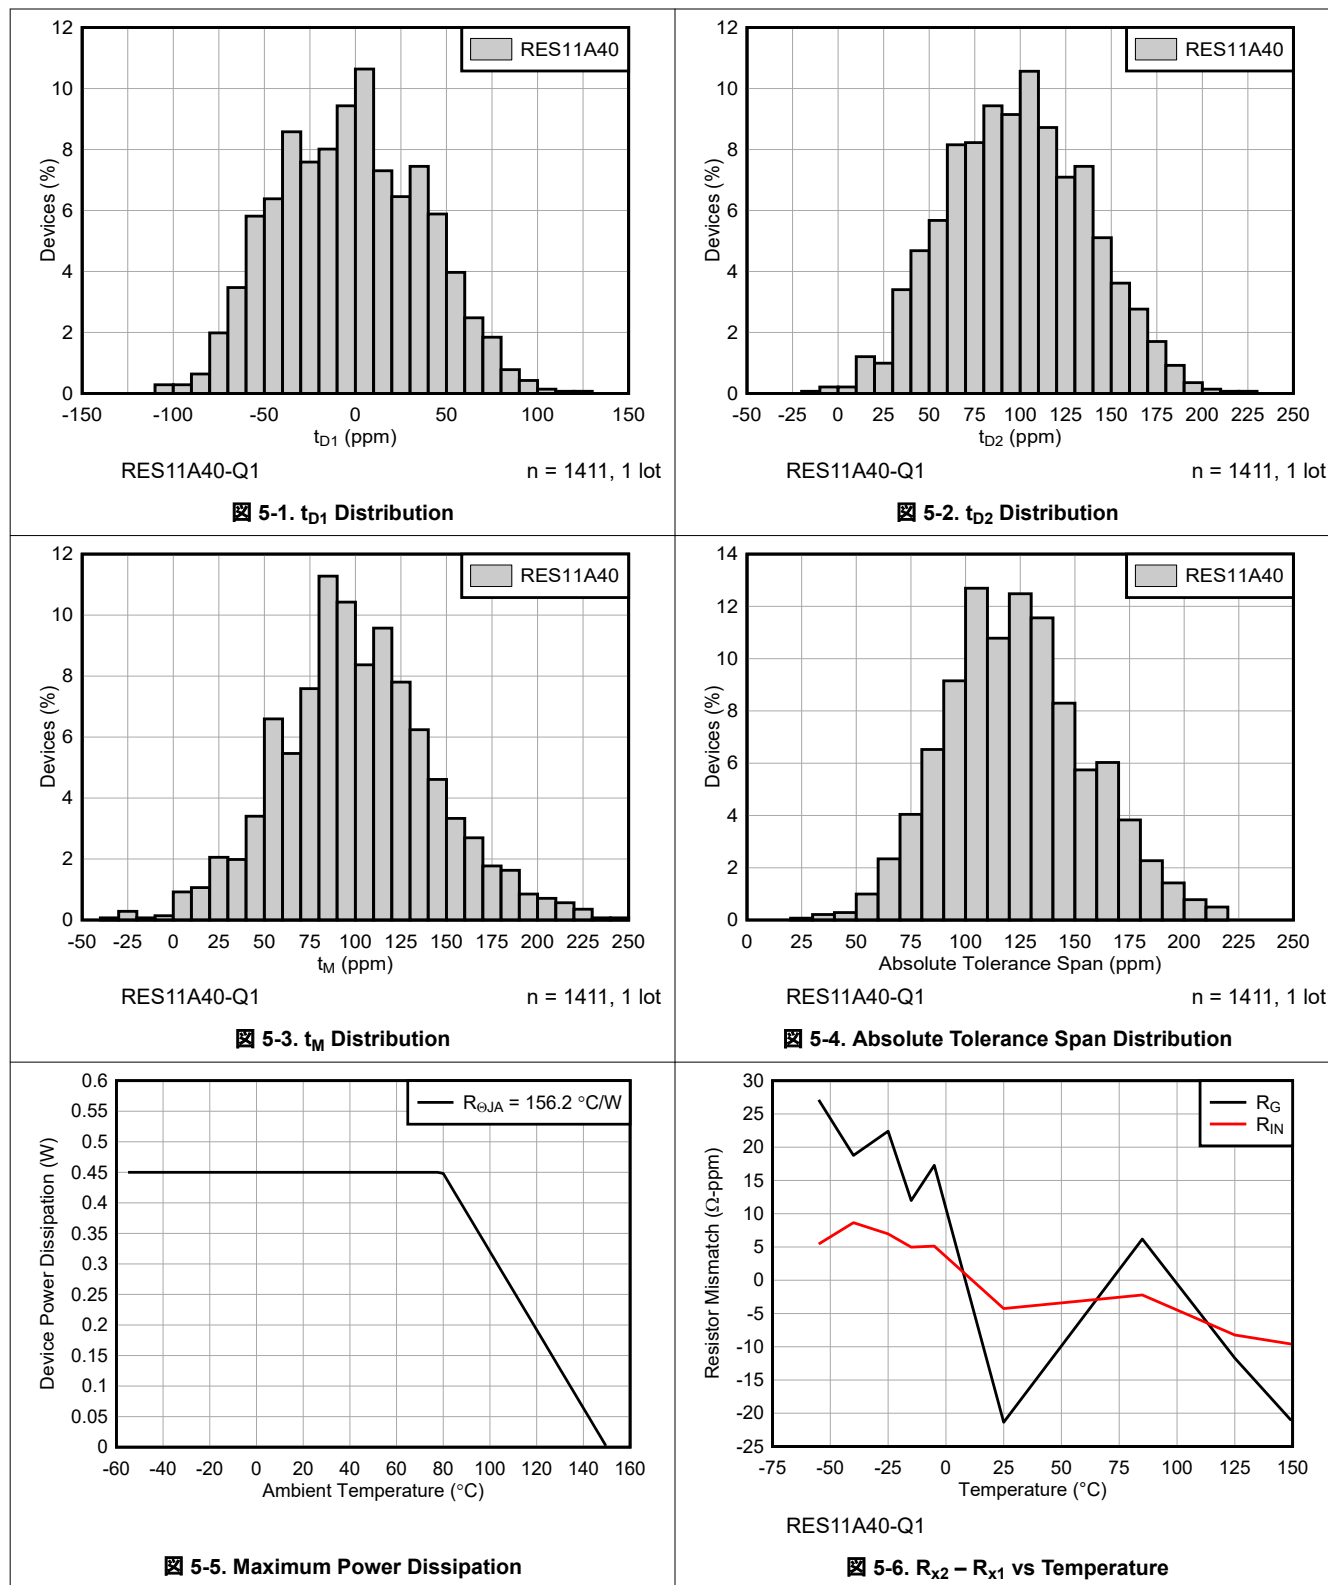 12
10
8
6
4
2
0
Devices (%)
RES11A40
-150 -100 -50 0 50 100 150
tD1 (ppm)
RES11A40-Q1 n = 1411, 1 lot
図 5-1. tD1 Distribution
12
10
8
6
4
2
0
Devices (%)
RES11A40
-50 -25 0 25 50 75 100 125 150 175 200 225 250
tD2 (ppm)
RES11A40-Q1 n = 1411, 1 lot
図 5-2. tD2 Distribution
12
10
8
6
4
2
0
Devices (%)
RES11A40
-50 -25 0 25 50 75 100 125 150 175 200 225 250
tM (ppm)
RES11A40-Q1 n = 1411, 1 lot
図 5-3. tM Distribution
14
12
10
8
6
4
2
0
Devices (%)
RES11A40
0 25 50 75 100 125 150 175 200 225 250
Absolute Tolerance Span (ppm)
RES11A40-Q1 n = 1411, 1 lot
図 5-4. Absolute Tolerance Span Distribution
0.6
0.55
0.5
0.45
0.4
0.35
0.3
0.25
0.2
0.15
0.1
0.05
0
Device Power Dissipation (W)
RΘJA = 156.2 °C/W
-60 -40 -20 0 20 40 60 80 100 120 140 160
Ambient Temperature (°C)
図 5-5. Maximum Power Dissipation
30
25
20
15
10
5
0
-5
-10
-15
-20
-25
Resistor Mismatch (Ω-ppm)
RG
RIN
-75 -50 -25 0 25 50 75 100 125 150
Temperature (°C)
RES11A40-Q1
図 5-6. Rx2 – Rx1 vs Temperature